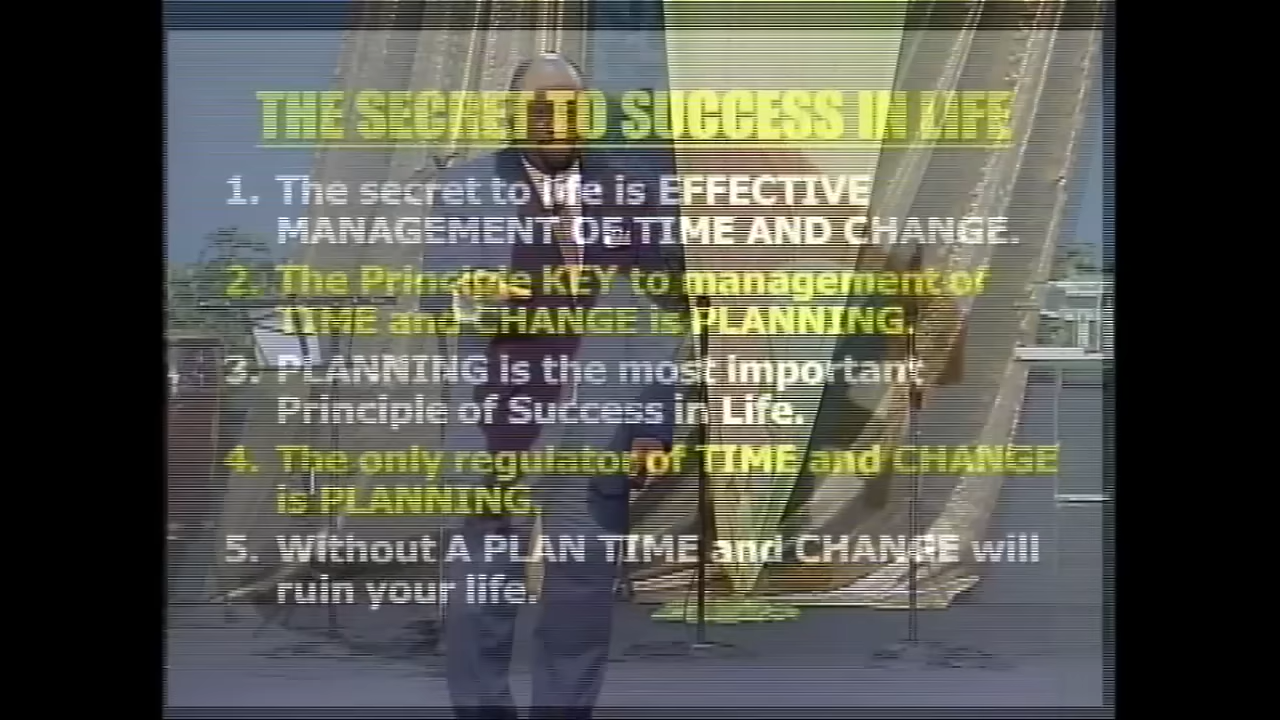 THE SECRET TO SUCCESS IN LIFE
1. The secret to life is EFFECTIVE
MANAGEMENT OF TIME AND CHANGE.
2. The Principle KEY to management of
TIME and CHANGE is PLANNING.
3. PLANNING is the most important
Principle of Success in Life.
4. The only regulator of TIME and CHANGE
is PLANNING.
5. Without A PLAN TIME and CHANGE will
ruin your life.